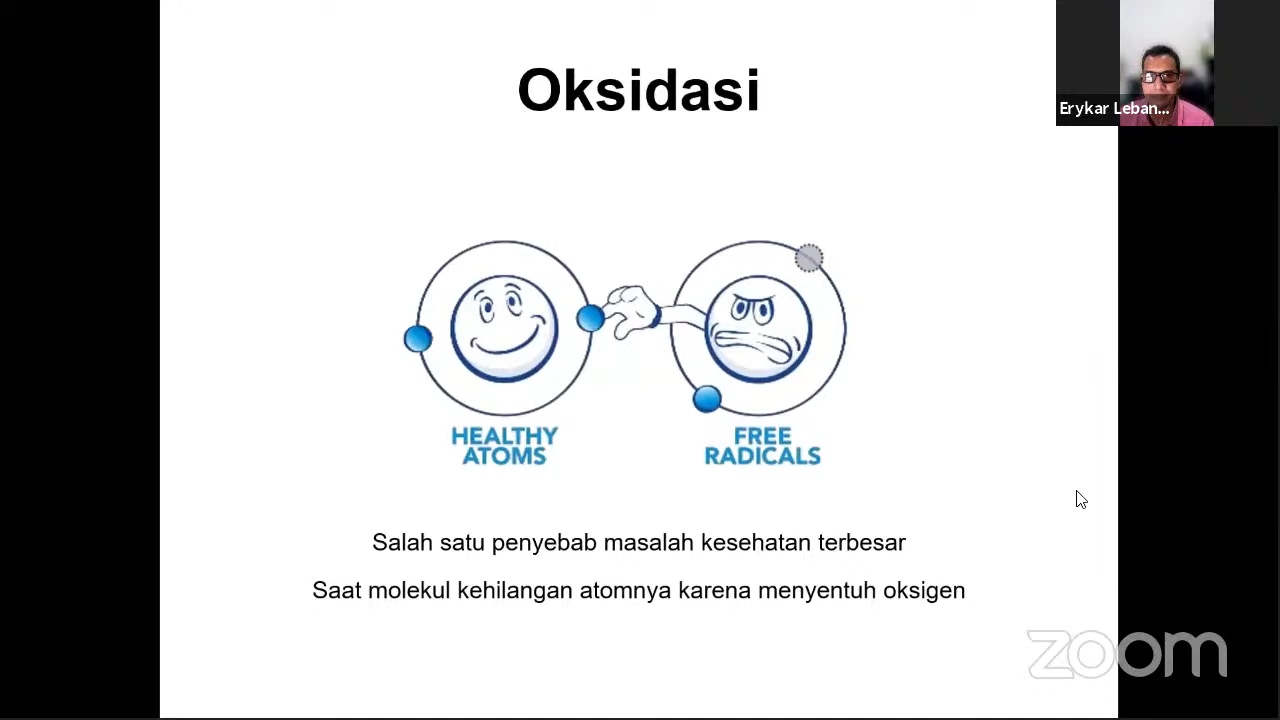 Oksidasi
Erykar Leban...
HEALTHY
ATOMS
FREE
RADICALS
Salah satu penyebab masalah kesehatan terbesar
Saat molekul kehilangan atomnya karena menyentuh oksigen
zoom